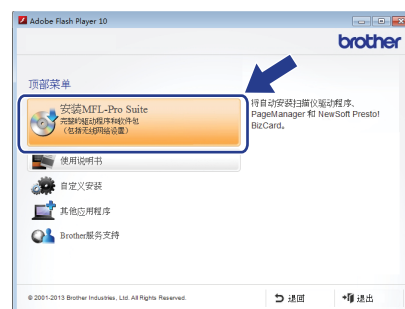 Adobe Flash Player 10
brother
顶部菜单
安装MFL-Pro Suite
完整的驱动程序和软件包
(包括无线网络设置)
将自动安装扫描仪驱动程序、
PageManager 和 NewSoft Presto!
BizCard。
使用说明书
自定义安装
其他应用程序
Brother服务支持
© 2001-2013 Brother Industries, Ltd. All Rights Reserved.
退回
退出